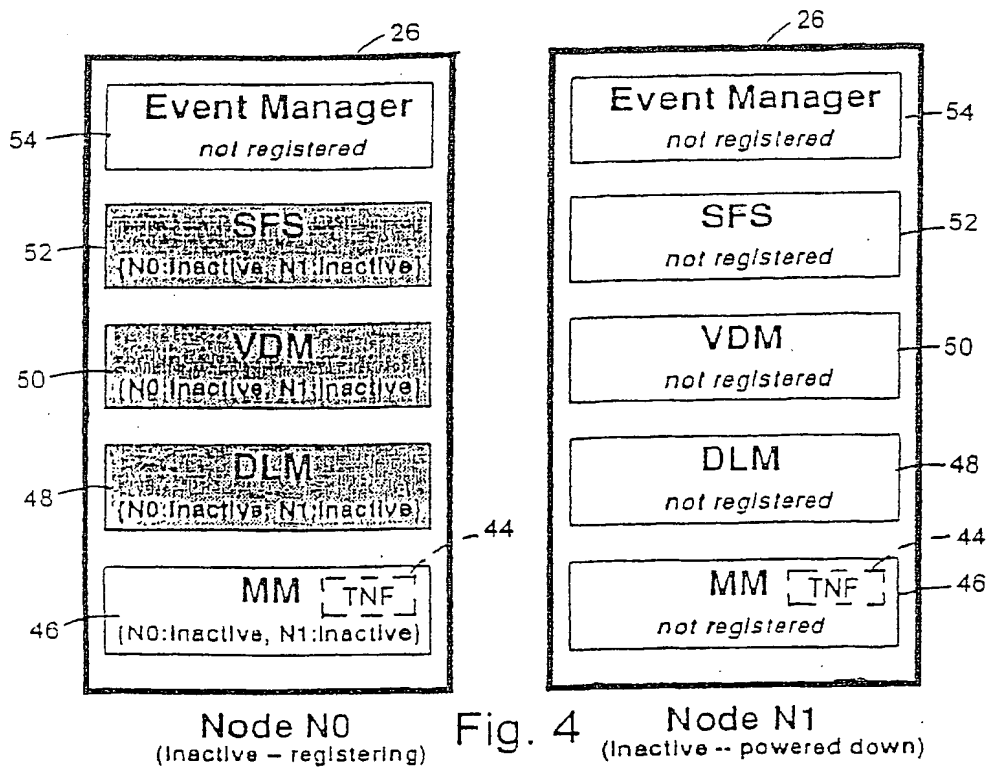 26
Event Manager
not registered
54
SFS
{N0:Inactive, N1:Inactive}
52
VDM
{N0:Inactive, N1:Inactive}
50
DLM
{N0:Inactive, N1:Inactive}
48
44
MM
TNF
{N0:Inactive, N1:Inactive}
46
Node N0
(Inactive – registering)
26
Event Manager
not registered
54
SFS
not registered
52
VDM
not registered
50
DLM
not registered
48
44
MM
TNF
not registered
46
Node N1
(Inactive -- powered down)
Fig. 4